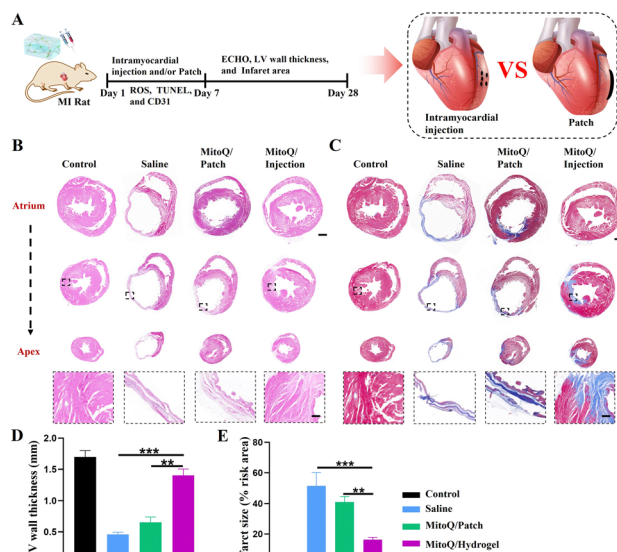 A
Intramyocardial
injection and/or Patch
ECHO, LV wall thickness,
and Infaret area
MI Rat
Day 1
ROS, TUNEL,
and CD31
Day 7
Day 28
VS
Intramyocardial
injection
Patch
B
Control
Saline
MitoQ/
Patch
MitoQ/
Injection
C
Control
Saline
MitoQ/
Patch
MitoQ/
Injection
Atrium
Apex
D
V wall thickness (mm)
2.0
1.5
1.0
0.5
***
**
E
farct size (% risk area)
80
60
40
20
***
**
Control
Saline
MitoQ/Patch
MitoQ/Hydrogel